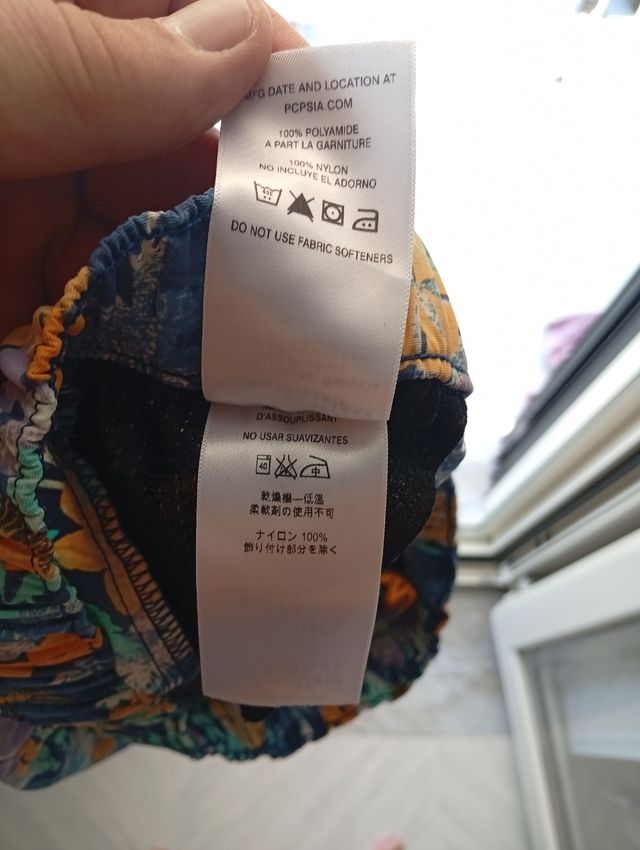 MFG DATE AND LOCATION AT
PCPSIA.COM
100% POLYAMIDE
A PART LA GARNITURE
100% NYLON
NO INCLUYE EL ADORNO
DO NOT USE FABRIC SOFTENERS
D'ASSOUPLISSANT
NO USAR SUAVIZANTES
40
中
乾燥機―低温
柔軟剤の使用不可
ナイロン 100%
飾り付け部分を除く